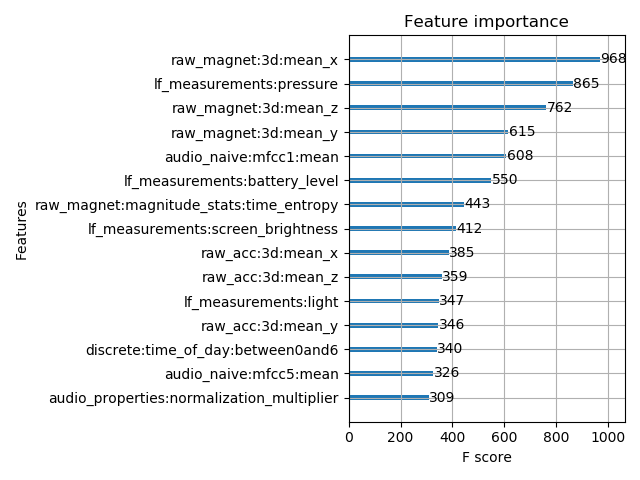 Feature importance
raw_magnet:3d:mean_x 968
lf_measurements:pressure 865
raw_magnet:3d:mean_z 762
raw_magnet:3d:mean_y 615
audio_naive:mfcc1:mean 608
lf_measurements:battery_level 550
raw_magnet:magnitude_stats:time_entropy 443
lf_measurements:screen_brightness 412
raw_acc:3d:mean_x 385
raw_acc:3d:mean_z 359
lf_measurements:light 347
raw_acc:3d:mean_y 346
discrete:time_of_day:between0and6 340
audio_naive:mfcc5:mean 326
audio_properties:normalization_multiplier 309
Features
0 200 400 600 800 1000
F score